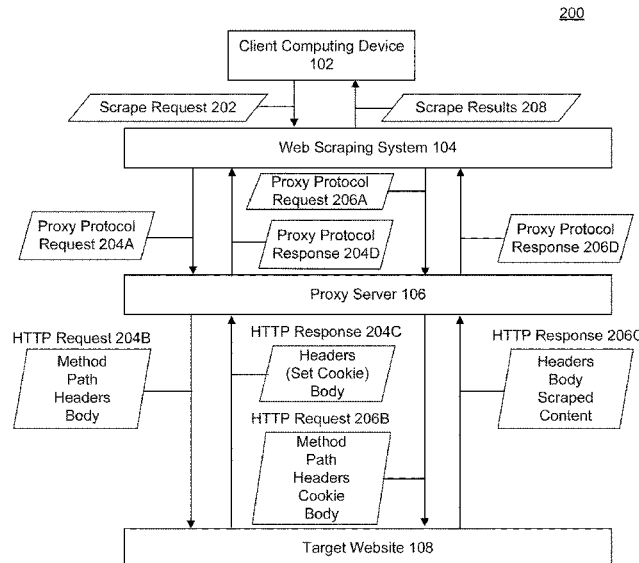 200
Client Computing Device
102
Scrape Request 202
Scrape Results 208
Web Scraping System 104
Proxy Protocol
Request 206A
Proxy Protocol
Request 204A
Proxy Protocol
Response 204D
Proxy Protocol
Response 206D
Proxy Server 106
HTTP Request 204B
Method
Path
Headers
Body
HTTP Response 204C
Headers
(Set Cookie)
Body
HTTP Request 206B
Method
Path
Headers
Cookie
Body
HTTP Response 206C
Headers
Body
Scraped
Content
Target Website 108